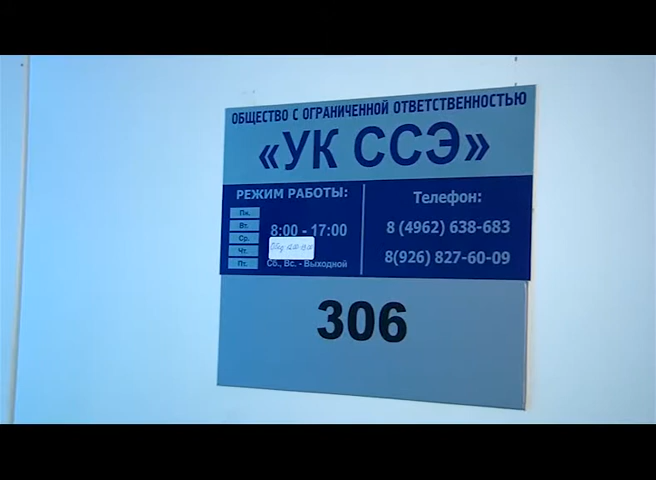 ОБЩЕСТВО С ОГРАНИЧЕННОЙ ОТВЕТСТВЕННОСТЬЮ
«УК ССЭ»
РЕЖИМ РАБОТЫ:
Пн.
Вт.
Ср.
Чт.
Пт.
8:00 - 17:00
Сб., Вс. - Выходной
Телефон:
8 (4962) 638-683
8(926) 827-60-09
306